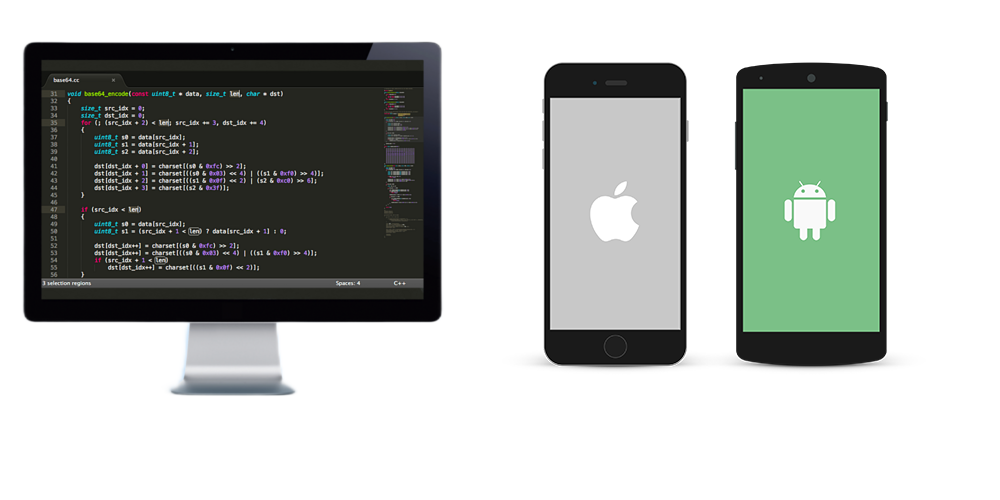 base64.cc ×
31 void base64_encode(const uint8_t * data, size_t len, char * dst)
32 {
33 size_t src_idx = 0;
34 size_t dst_idx = 0;
35 for (; (src_idx + 2) < len; src_idx += 3, dst_idx += 4)
36 {
37 uint8_t s0 = data[src_idx];
38 uint8_t s1 = data[src_idx + 1];
39 uint8_t s2 = data[src_idx + 2];
40
41 dst[dst_idx + 0] = charset[(s0 & 0xfc) >> 2];
42 dst[dst_idx + 1] = charset[((s0 & 0x03) << 4) | ((s1 & 0xf0) >> 4)];
43 dst[dst_idx + 2] = charset[((s1 & 0x0f) << 2) | (s2 & 0xc0) >> 6];
44 dst[dst_idx + 3] = charset[(s2 & 0x3f)];
45 }
46
47 if (src_idx < len)
48 {
49 uint8_t s0 = data[src_idx];
50 uint8_t s1 = (src_idx + 1 < len) ? data[src_idx + 1] : 0;
51
52 dst[dst_idx++] = charset[(s0 & 0xfc) >> 2];
53 dst[dst_idx++] = charset[((s0 & 0x03) << 4) | ((s1 & 0xf0) >> 4)];
54 if (src_idx + 1 < len)
55 dst[dst_idx++] = charset[((s1 & 0x0f) << 2)];
56 }
3 selection regions Spaces: 4 C++